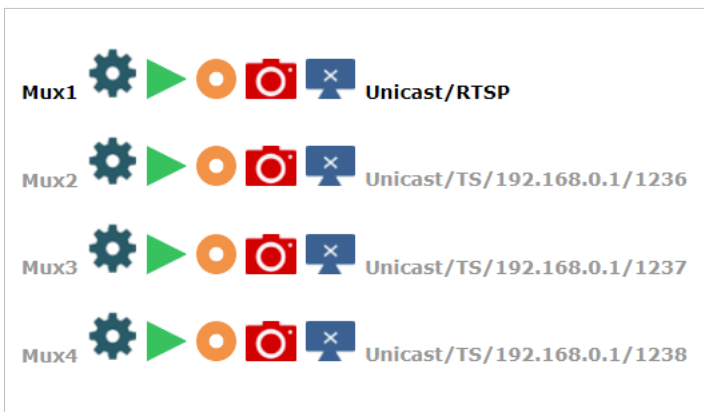 Mux1 Unicast/RTSP
Mux2 Unicast/TS/192.168.0.1/1236
Mux3 Unicast/TS/192.168.0.1/1237
Mux4 Unicast/TS/192.168.0.1/1238